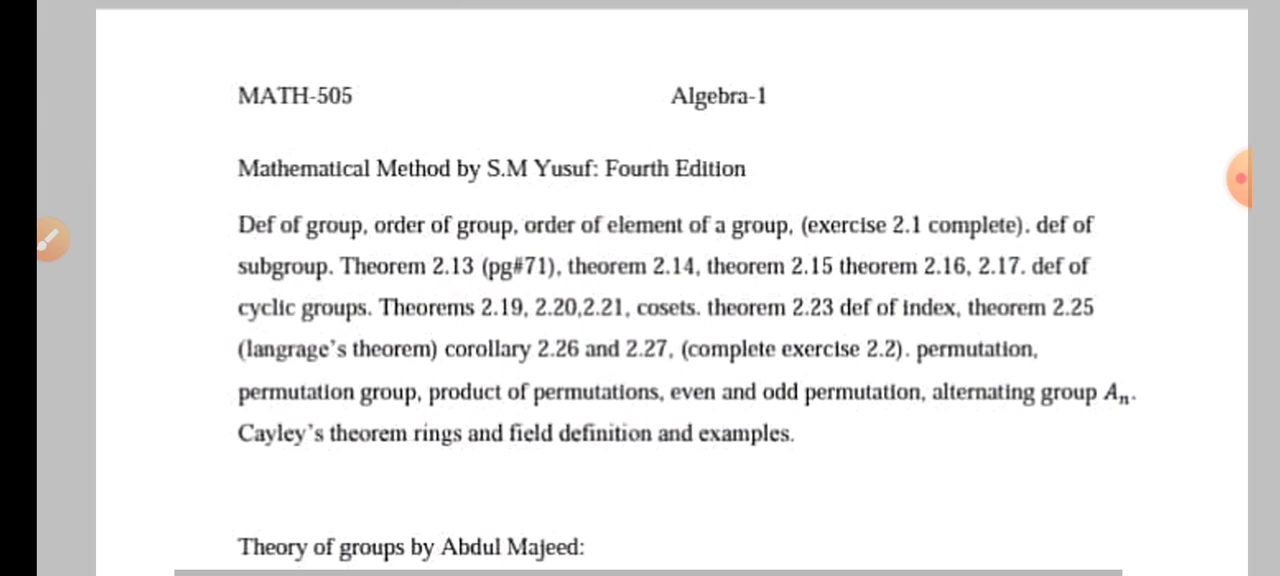 MATH-505 Algebra-1
Mathematical Method by S.M Yusuf: Fourth Edition
Def of group, order of group, order of element of a group, (exercise 2.1 complete). def of
subgroup. Theorem 2.13 (pg#71), theorem 2.14, theorem 2.15 theorem 2.16, 2.17. def of
cyclic groups. Theorems 2.19, 2.20,2.21, cosets. theorem 2.23 def of index, theorem 2.25
(langrage's theorem) corollary 2.26 and 2.27, (complete exercise 2.2). permutation,
permutation group, product of permutations, even and odd permutation, alternating group Aₙ.
Cayley's theorem rings and field definition and examples.
Theory of groups by Abdul Majeed: